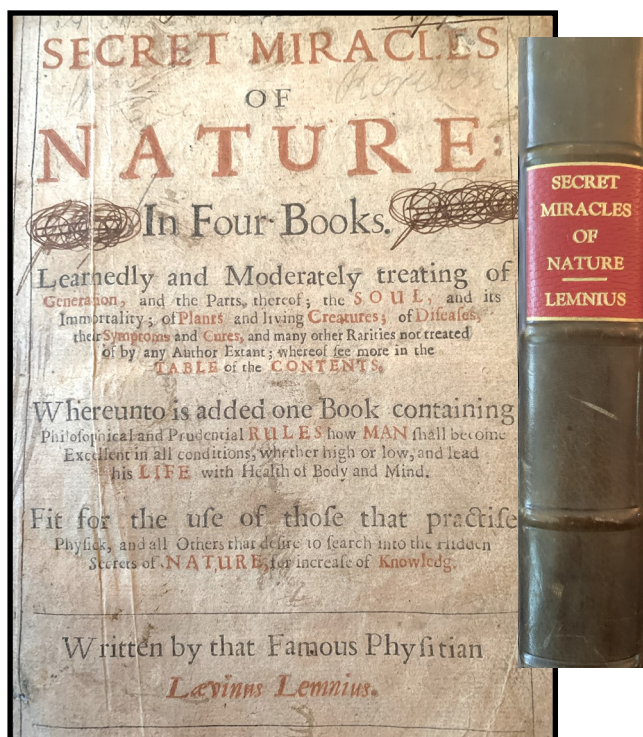 SECRET MIRACLES
OF
NATURE:
In Four Books.
Learnedly and Moderately treating of
Generation, and the Parts thereof; the SOUL, and its
Immortality; of Plants and living Creatures; of Diseases,
their Symptoms and Cures, and many other Rarities not treated
of by any Author Extant; whereof ſee more in the
TABLE of the CONTENTS.
Whereunto is added one Book containing
Philoſophical and Prudential RULES how MAN ſhall become
Excellent in all conditions, whether high or low, and lead
his LIFE with Health of Body and Mind.
Fit for the uſe of thoſe that practiſe
Phyſick, and all Others that deſire to ſearch into the Hidden
Secrets of NATURE, for increaſe of Knowledg.
Written by that Famous Phyſitian
Lævinus Lemnius.
SECRET
MIRACLES
OF
NATURE
LEMNIUS